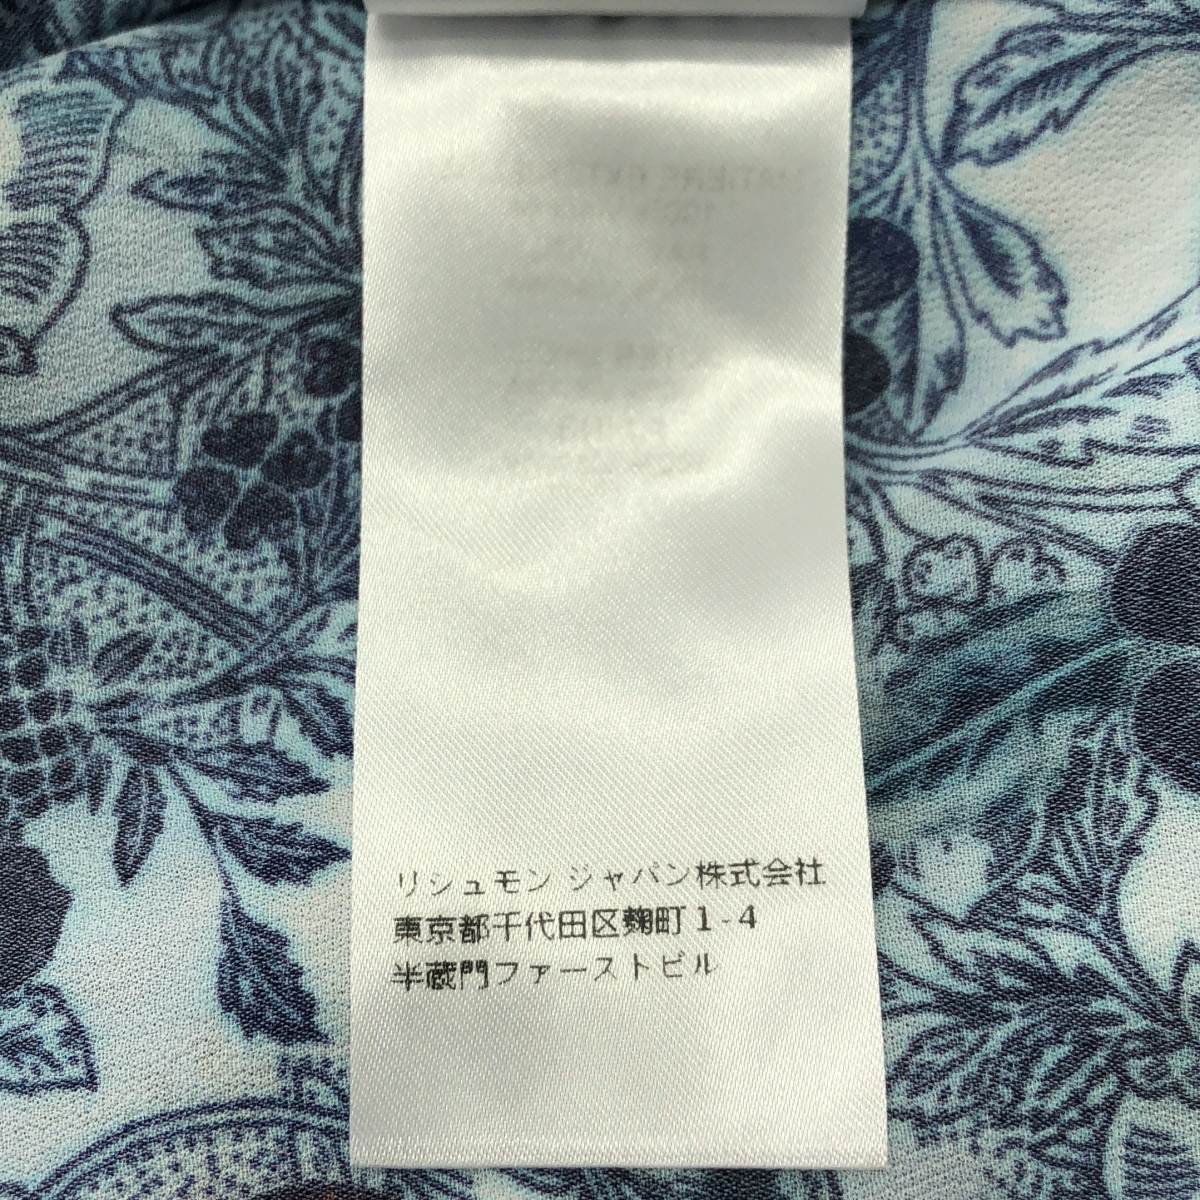 リシュモン ジャパン株式会社
東京都千代田区麹町1-4
半蔵門ファーストビル